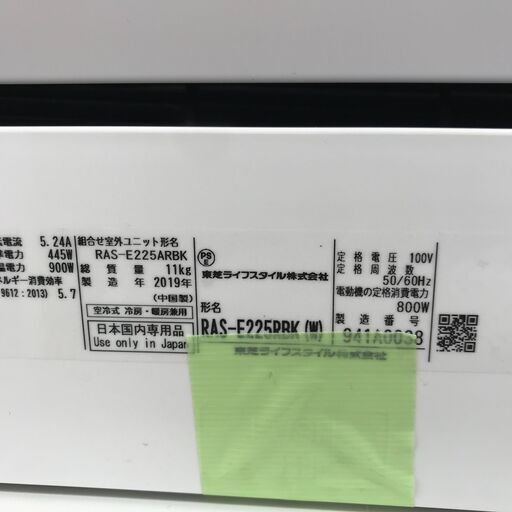 電流 5.24A
電力 445W
電力 900W
ネルギー消費効率
9612:2013) 5.7
組合せ室外ユニット形名
RAS-E225ARBK
総質量 11kg
製造年 2019年
(中国製)
空冷式 冷房・暖房兼用
日本国内専用品
Use only in Japan
PS
E
東芝ライフスタイル株式会社
形名
RAS-E225RBK(W)
東芝ライフスタイル株式会社
定格電圧 100V
定格周波数
50/60Hz
電動機の定格消費電力
800W
製造番号
941A0038